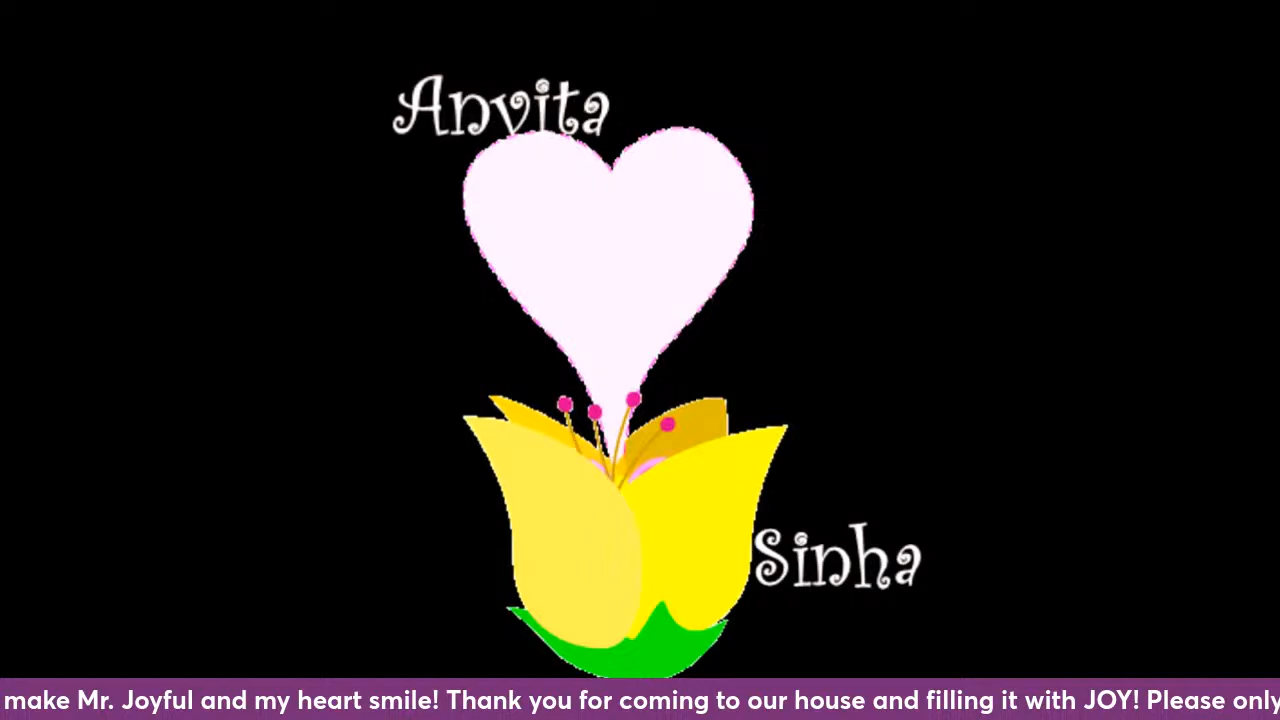 Anvita
Sinha
make Mr. Joyful and my heart smile! Thank you for coming to our house and filling it with JOY! Please only